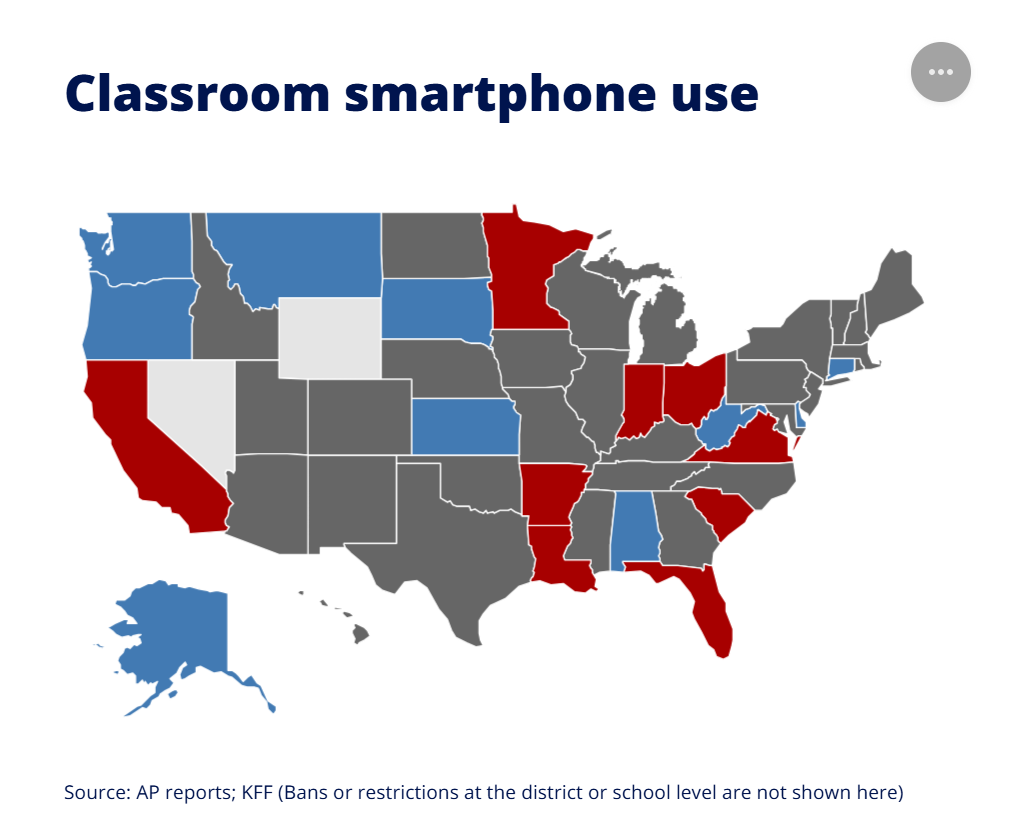 Classroom smartphone use
Source: AP reports; KFF (Bans or restrictions at the district or school level are not shown here)